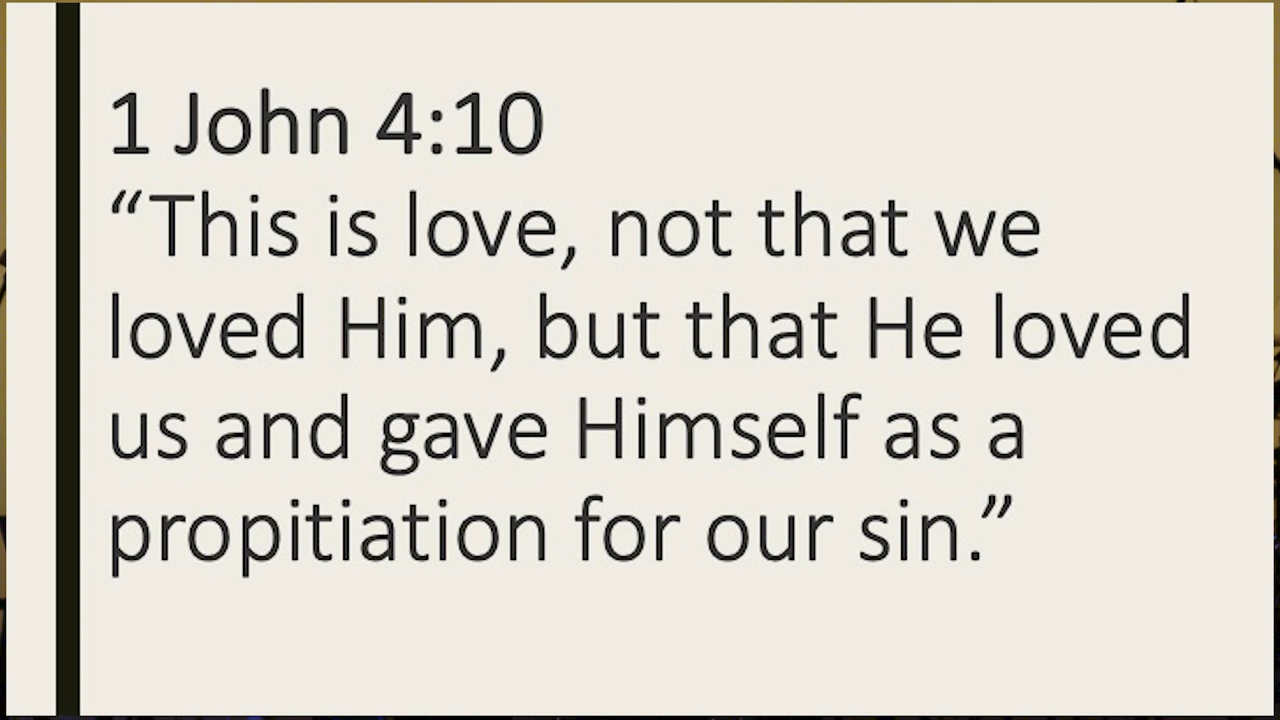 1 John 4:10
“This is love, not that we
loved Him, but that He loved
us and gave Himself as a
propitiation for our sin.”